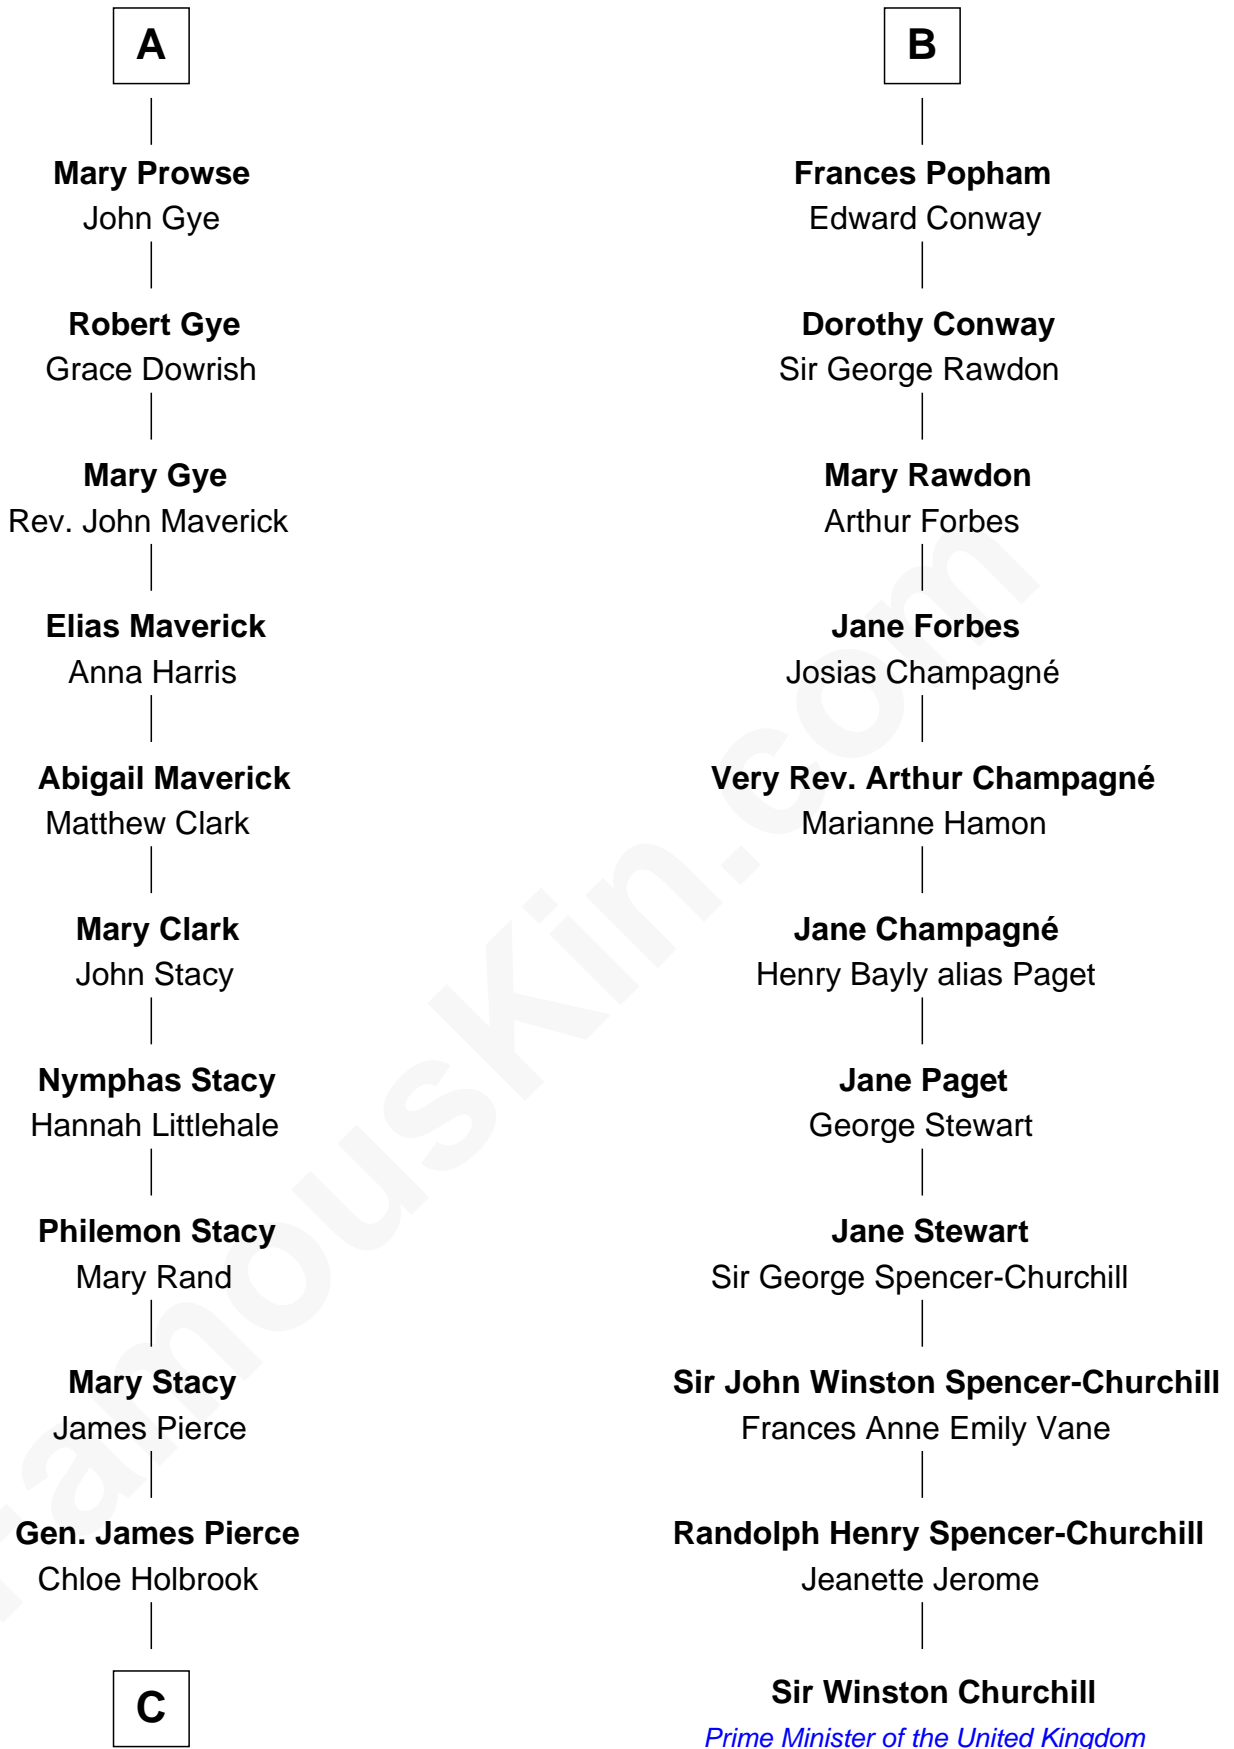 A
Mary Prowse
John Gye
Robert Gye
Grace Dowrish
Mary Gye
Rev. John Maverick
Elias Maverick
Anna Harris
Abigail Maverick
Matthew Clark
Mary Clark
John Stacy
Nymphas Stacy
Hannah Littlehale
Philemon Stacy
Mary Rand
Mary Stacy
James Pierce
Gen. James Pierce
Chloe Holbrook
C
B
Frances Popham
Edward Conway
Dorothy Conway
Sir George Rawdon
Mary Rawdon
Arthur Forbes
Jane Forbes
Josias Champagné
Very Rev. Arthur Champagné
Marianne Hamon
Jane Champagné
Henry Bayly alias Paget
Jane Paget
George Stewart
Jane Stewart
Sir George Spencer-Churchill
Sir John Winston Spencer-Churchill
Frances Anne Emily Vane
Randolph Henry Spencer-Churchill
Jeanette Jerome
Sir Winston Churchill
Prime Minister of the United Kingdom
FamousKin.com